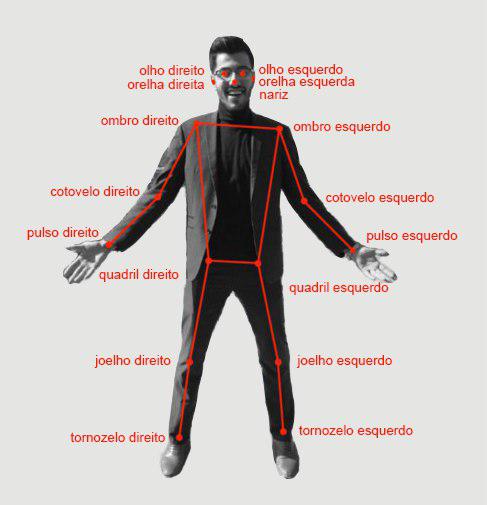 olho direito
olho esquerdo
orelha direita
orelha esquerda
nariz
ombro direito
ombro esquerdo
cotovelo direito
cotovelo esquerdo
pulso direito
pulso esquerdo
quadril direito
quadril esquerdo
joelho direito
joelho esquerdo
tornozelo direito
tornozelo esquerdo